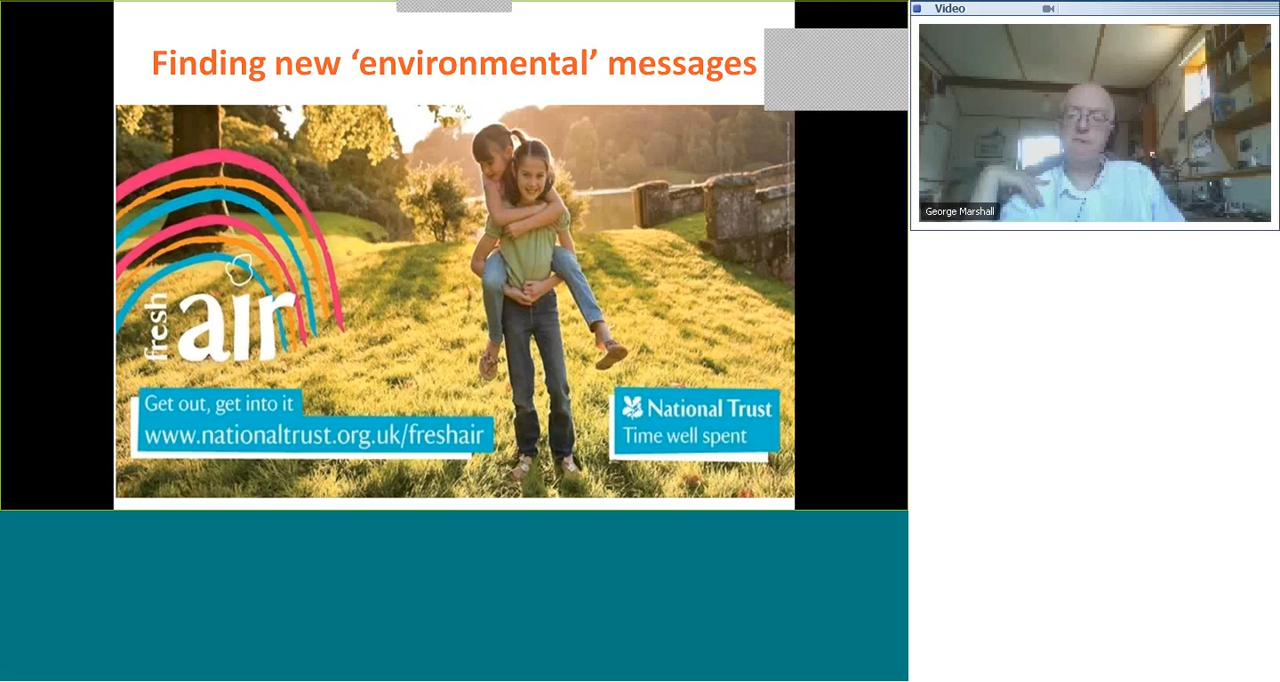 Finding new ‘environmental’ messages
fresh
air
Get out, get into it
www.nationaltrust.org.uk/freshair
National Trust
Time well spent
Video
George Marshall